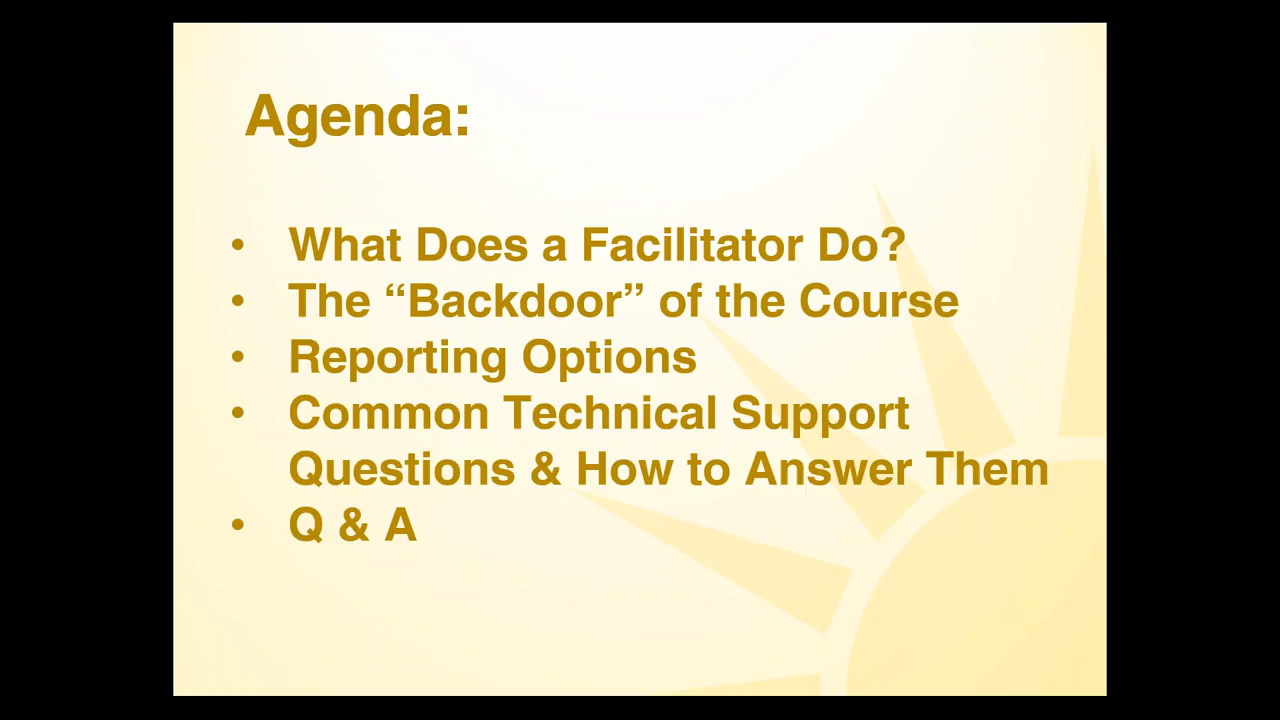 Agenda:
• What Does a Facilitator Do?
• The “Backdoor” of the Course
• Reporting Options
• Common Technical Support
Questions & How to Answer Them
• Q & A